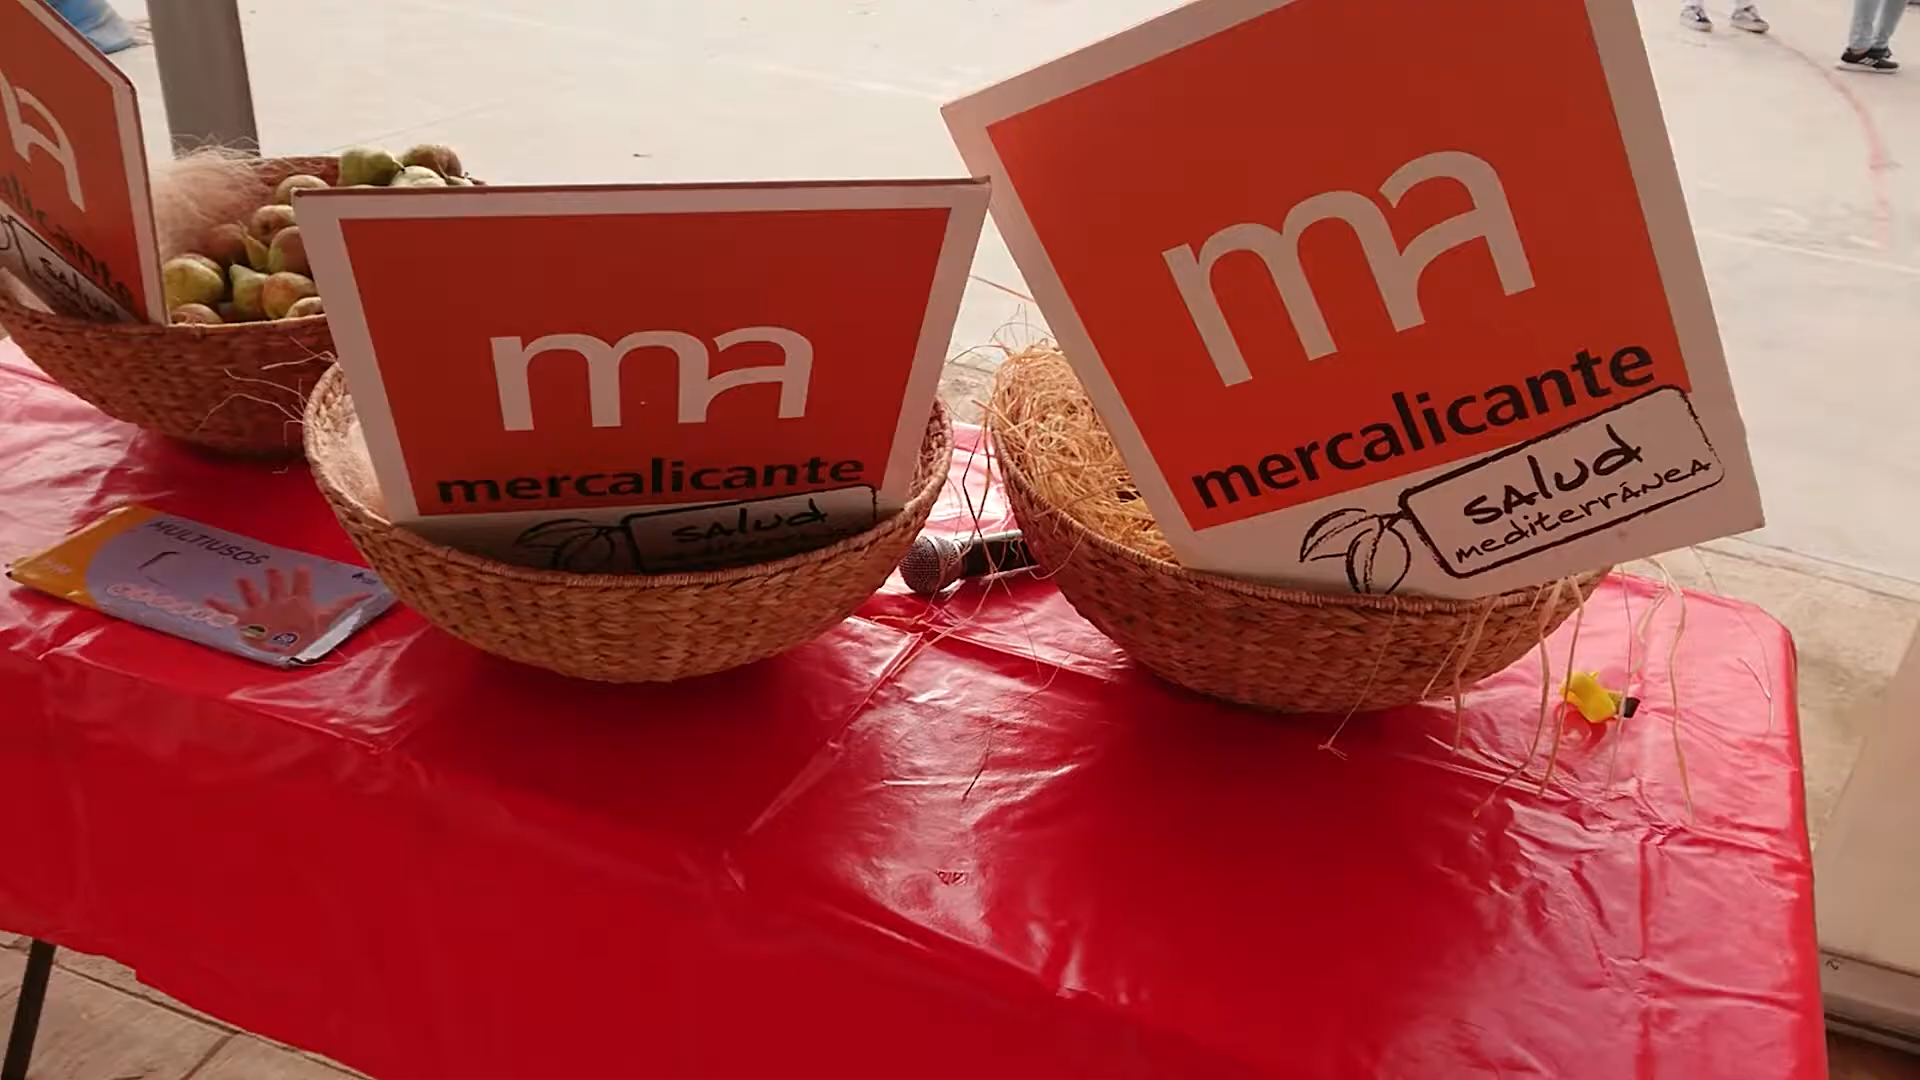 ma
mercalicante
salud
ma
mercalicante
salud
mediterránea
MULTIUSOS